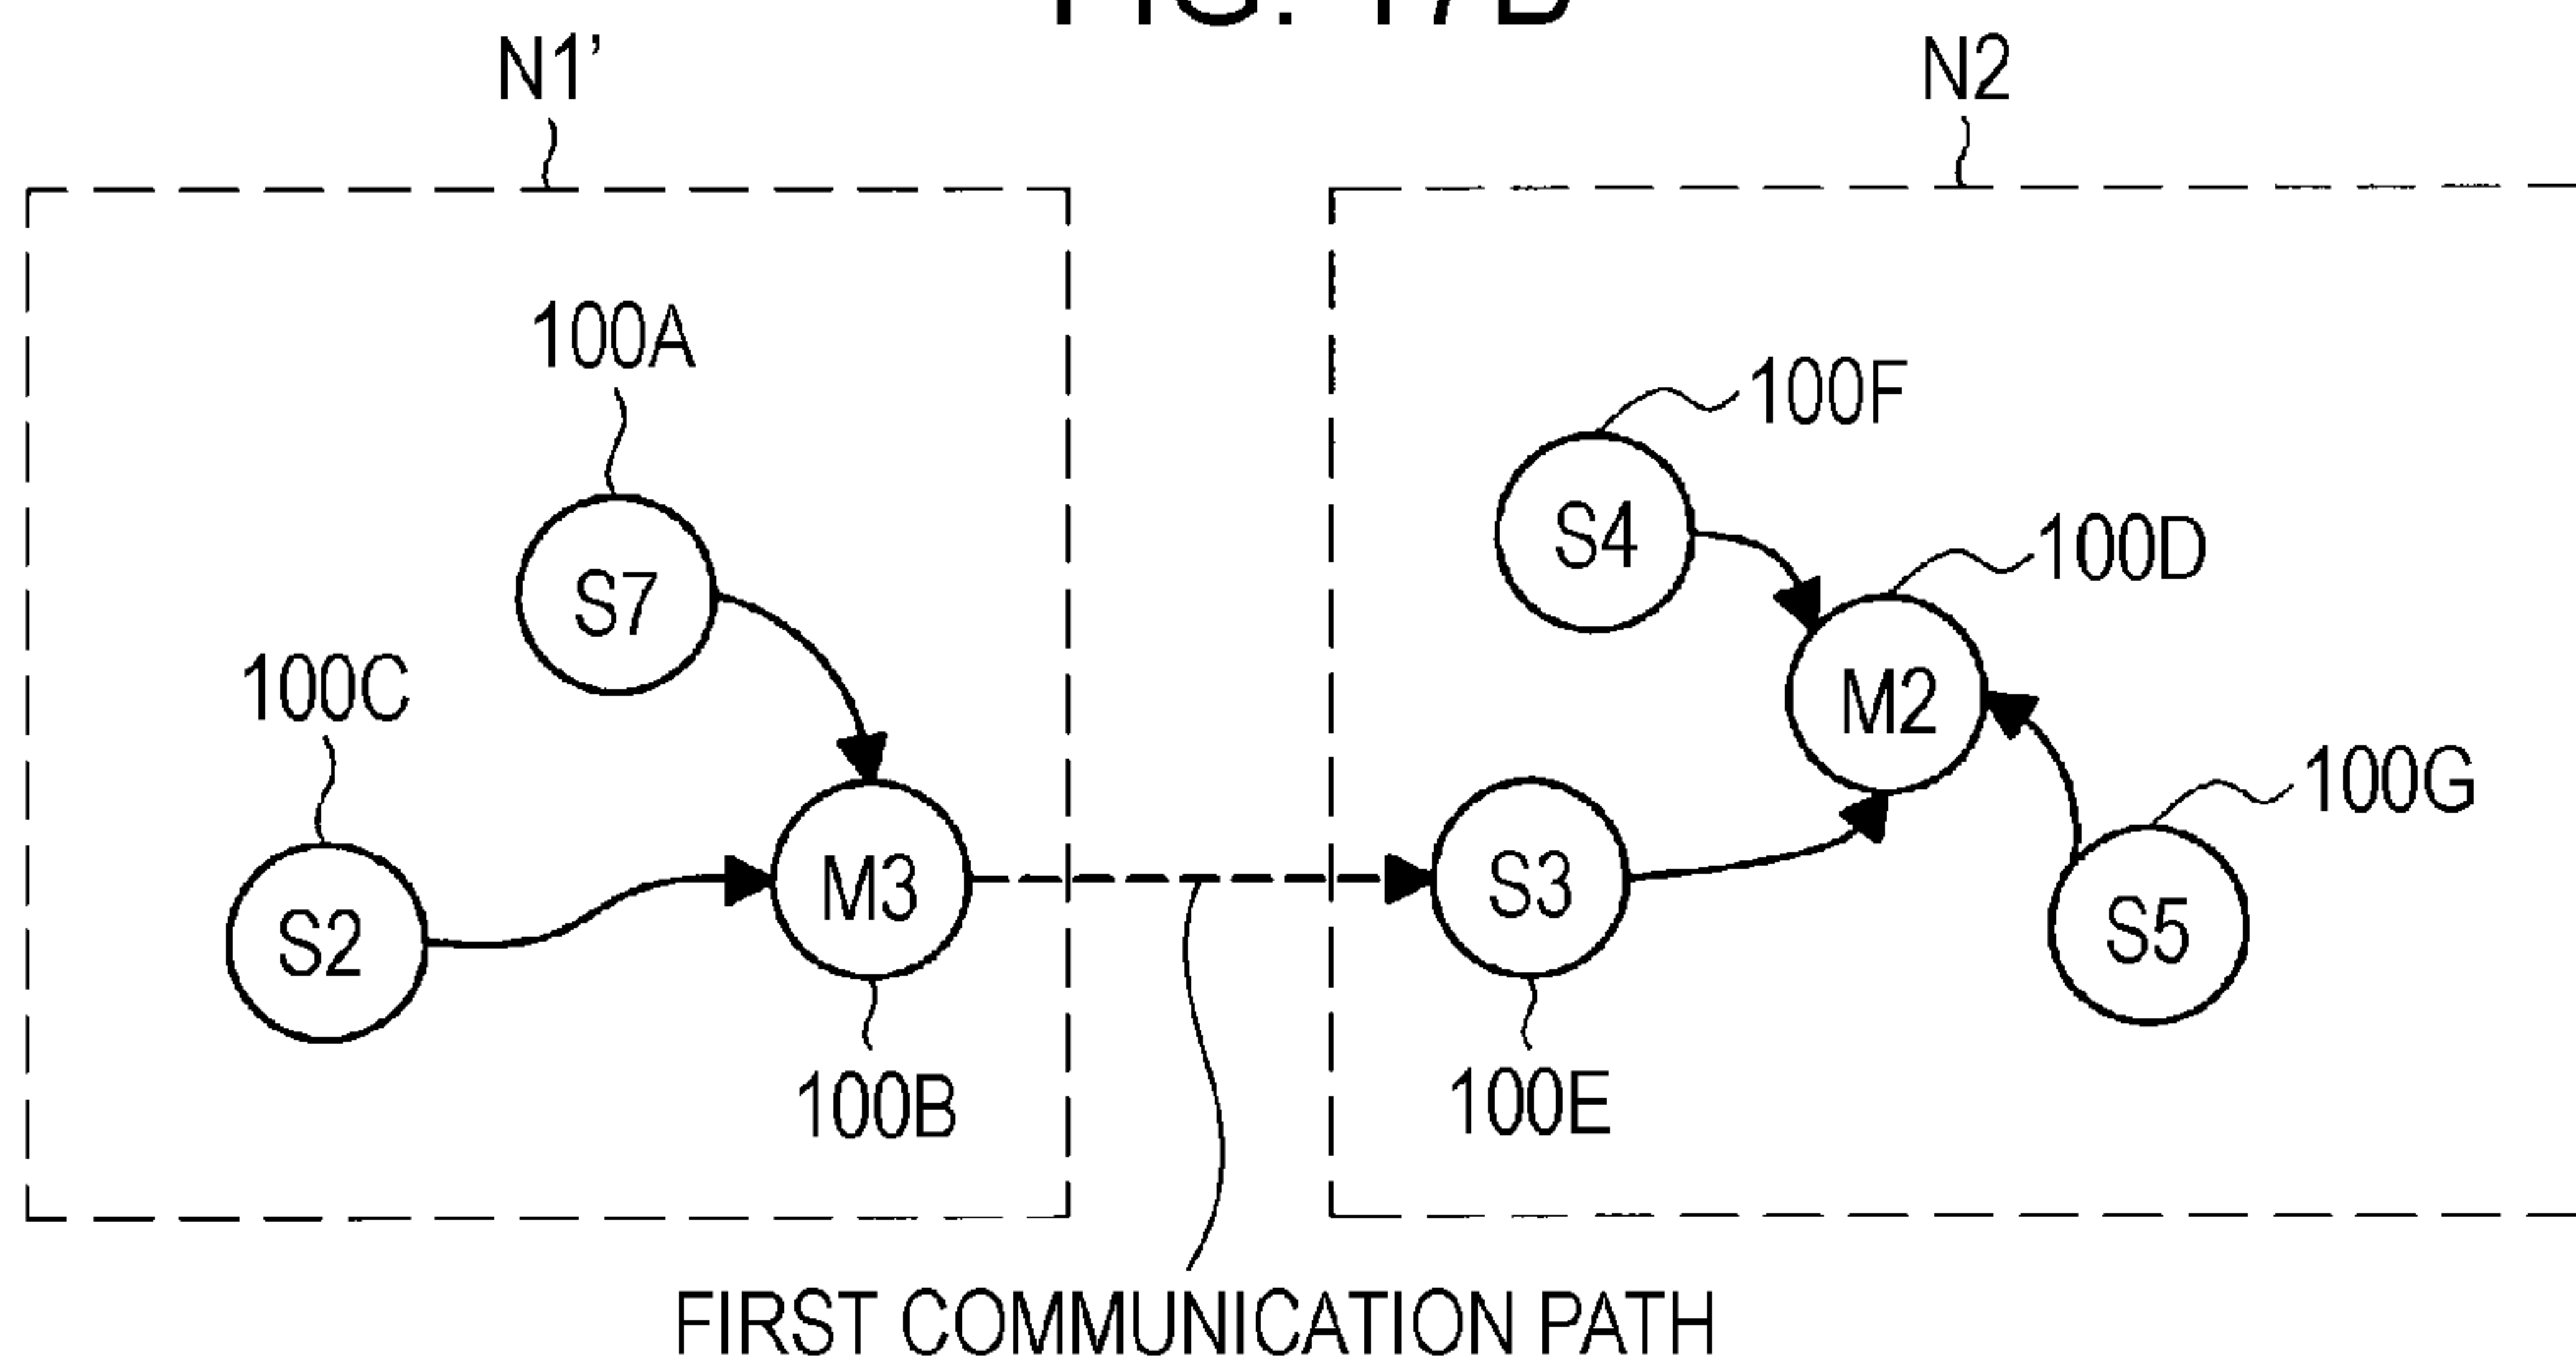 N1’
N2
100A
100F
S7
S4
100D
100C
M2
100G
S2
M3
S3
S5
100B
100E
FIRST COMMUNICATION PATH